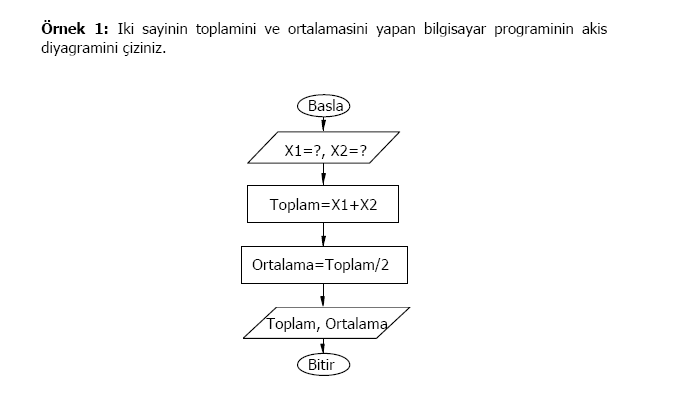 Örnek 1: Iki sayinin toplamini ve ortalamasini yapan bilgisayar programinin akis
diyagramini çiziniz.
Basla
X1=?, X2=?
Toplam=X1+X2
Ortalama=Toplam/2
Toplam, Ortalama
Bitir